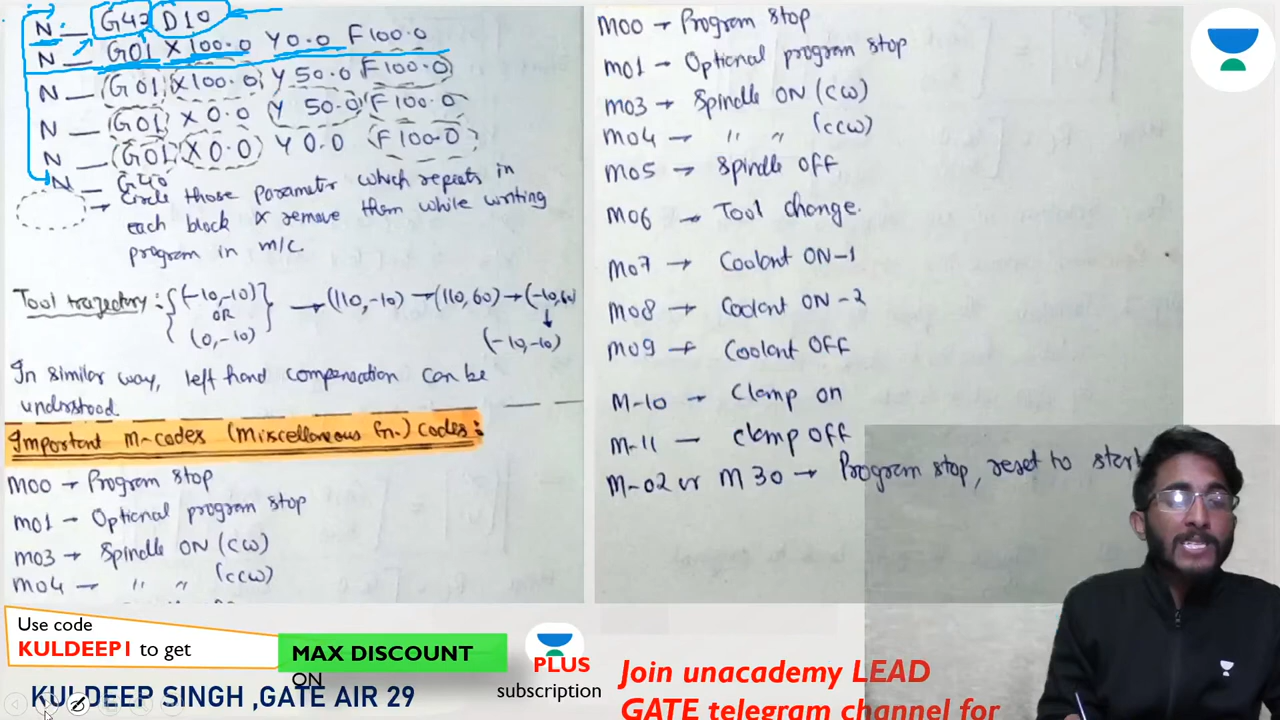 N — G42 D10
N — G01 X 100.0 Y 0.0 F 100.0
N — G01 X 100.0 Y 50.0 F 100.0
N — G01 X 0.0 Y 50.0 F 100.0
N — G01 X 0.0 Y 0.0 F 100.0
N — G40
→ Circle those parameter which repeats in
each block & remove them while writing
program in m/c.
Tool trajectory : {(-10,-10) OR (0,-10)} → (110,-10) → (110,60) → (-10,60)
↓
(-10,-10)
In similar way, left hand compensation can be
understood.
Important M-codes (Miscellaneous fn.) codes:
M00 → Program stop
M01 → Optional program stop
M03 → Spindle ON (CW)
M04 → " " (CCW)
M00 → Program stop
M01 → Optional program stop
M03 → Spindle ON (CW)
M04 → " " (CCW)
M05 → Spindle OFF
M06 → Tool change.
M07 → Coolant ON-1
M08 → Coolant ON-2
M09 → Coolant OFF
M-10 → Clamp on
M-11 — Clamp off
M-02 or M30 → Program stop, reset to start
Use code
KULDEEP1 to get
MAX DISCOUNT
ON
PLUS
subscription
KULDEEP SINGH ,GATE AIR 29
Join unacademy LEAD
GATE telegram channel for